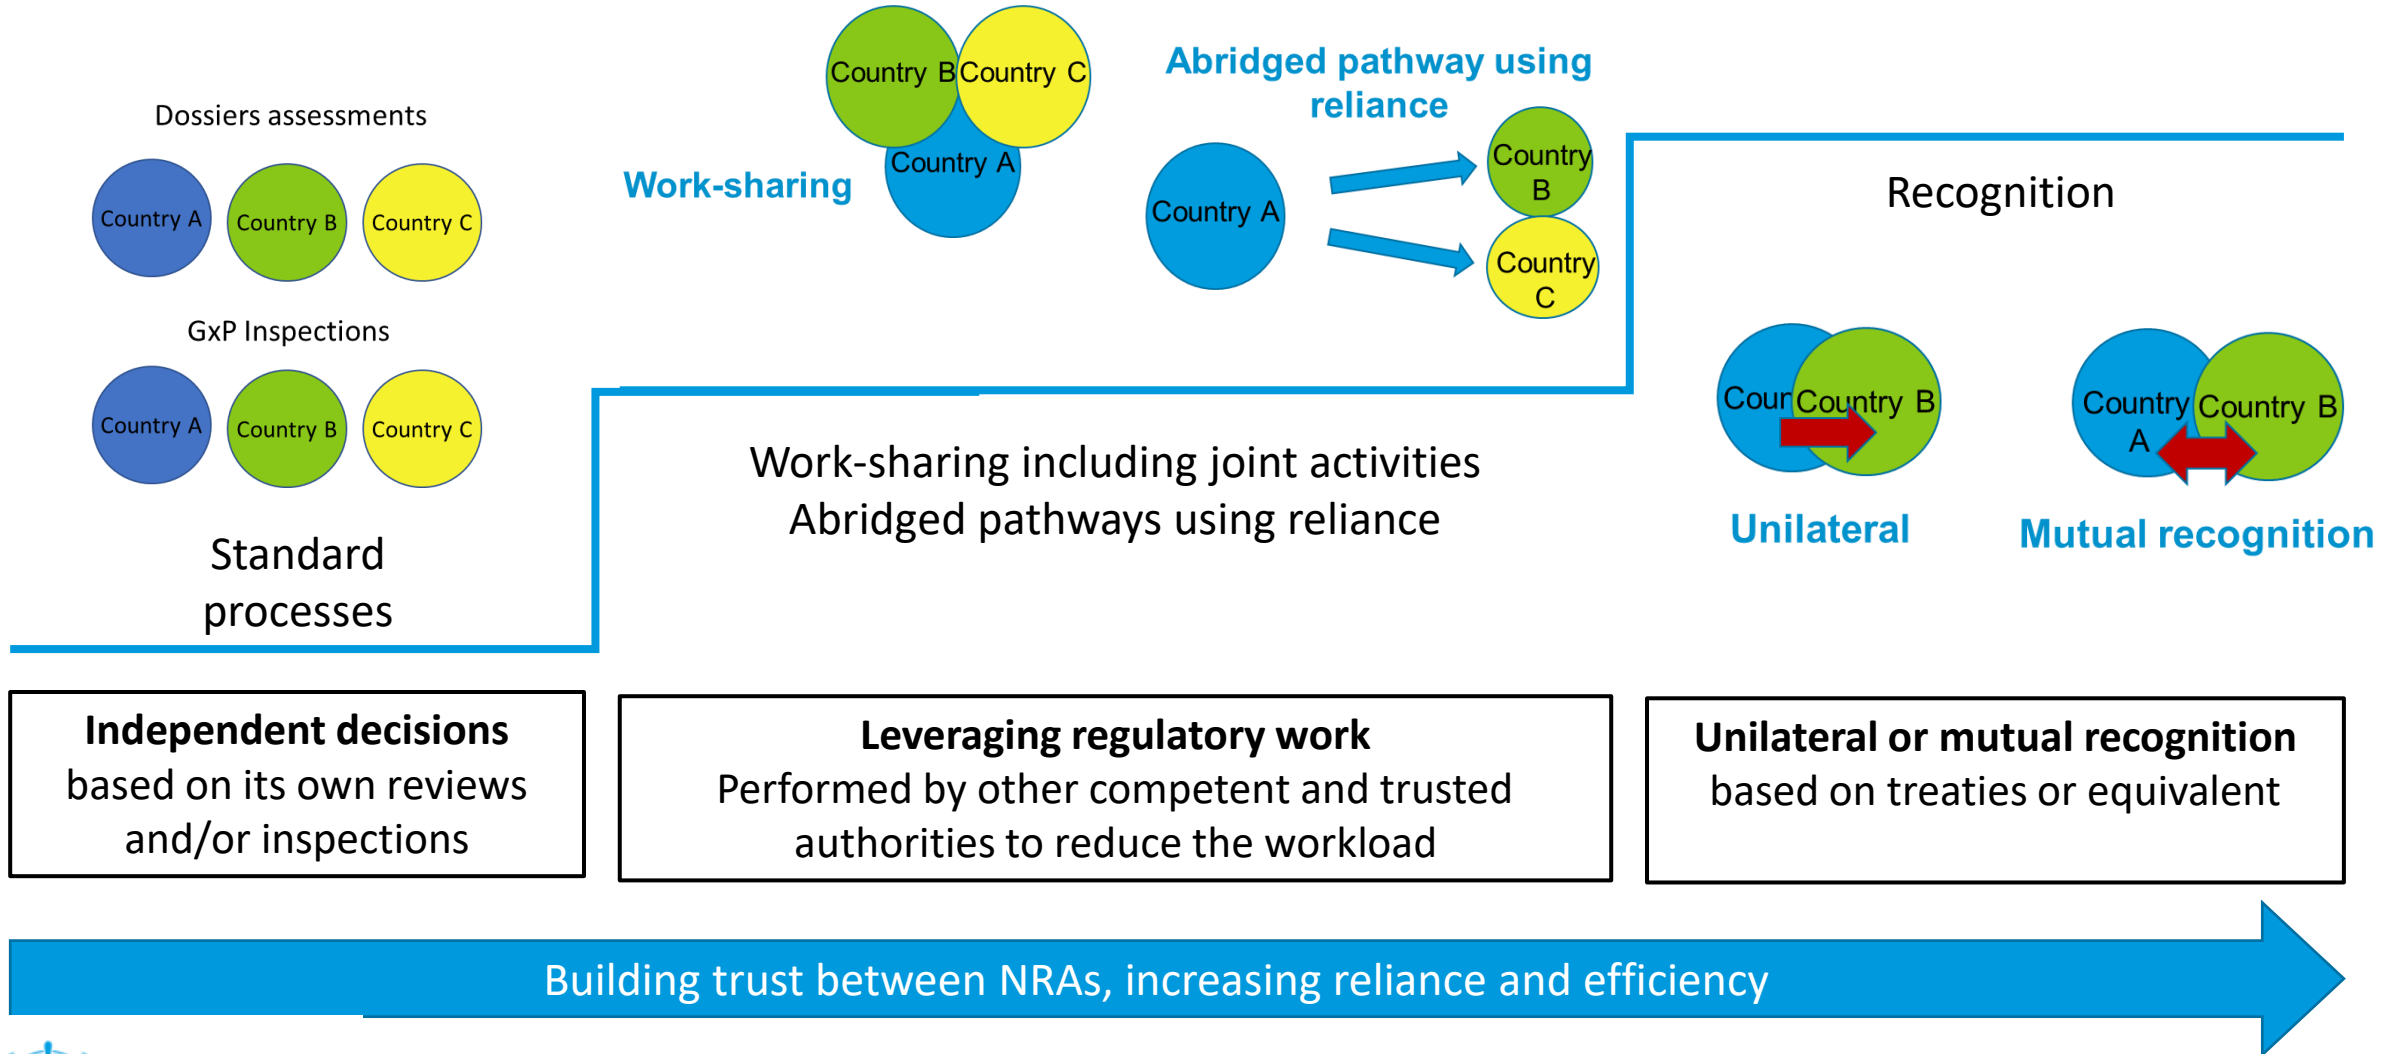 Dossiers assessments
Country A
Country B
Country C
GxP Inspections
Country A
Country B
Country C
Standard
processes
Work-sharing
Country B
Country C
Country A
Abridged pathway using
reliance
Country A
Country
B
Country
C
Work-sharing including joint activities
Abridged pathways using reliance
Recognition
Coun
Country B
Unilateral
Country
A
Country B
Mutual recognition
Independent decisions
based on its own reviews
and/or inspections
Leveraging regulatory work
Performed by other competent and trusted
authorities to reduce the workload
Unilateral or mutual recognition
based on treaties or equivalent
Building trust between NRAs, increasing reliance and efficiency